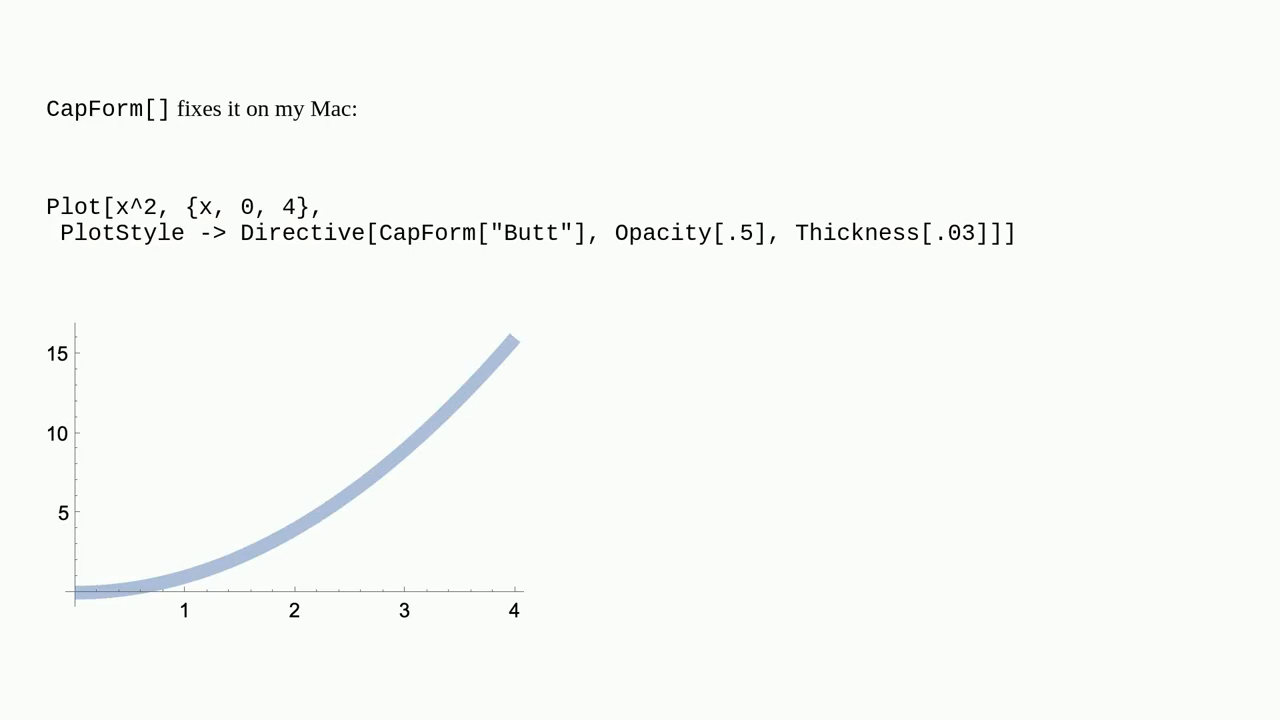 CapForm[] fixes it on my Mac:
Plot[x^2, {x, 0, 4},
PlotStyle -> Directive[CapForm["Butt"], Opacity[.5], Thickness[.03]]]
15
10
5
1 2 3 4